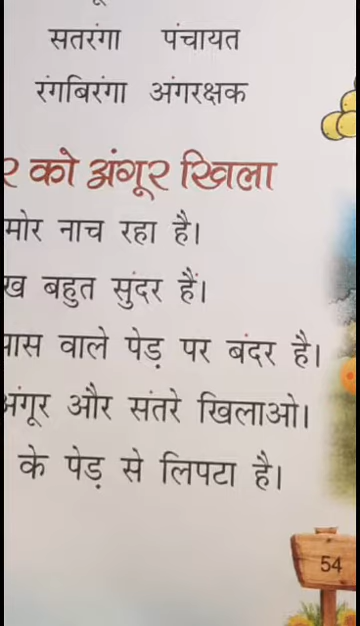 सतरंगा पंचायत
रंगबिरंगा अंगरक्षक
को अंगूर खिला
मोर नाच रहा है।
बहुत सुंदर हैं।
वाले पेड़ पर बंदर है।
अंगूर और संतरे खिलाओ।
के पेड़ से लिपटा है।
54